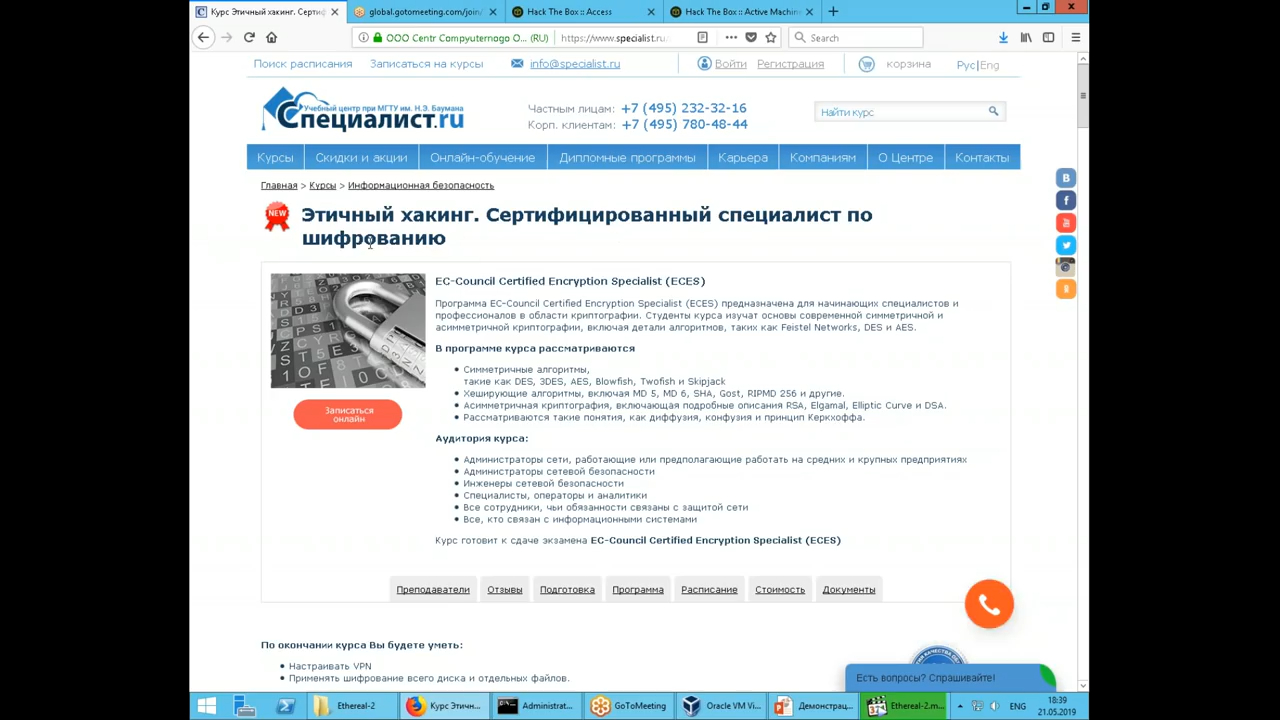 Курс Этичный хакинг. Сертиф
global.gotomeeting.com/join/
Hack The Box :: Access
Hack The Box :: Active Machin
ООО Centr Campyuternago O... (RU)
https://www.specialist.ru
Search
Поиск расписания
Записаться на курсы
info@specialist.ru
Войти
Регистрация
корзина
Рус|Eng
Учебный центр при МГТУ им. Н.Э. Баумана
Специалист.ru
Частным лицам: +7 (495) 232-32-16
Корп. клиентам: +7 (495) 780-48-44
Найти курс
Курсы
Скидки и акции
Онлайн-обучение
Дипломные программы
Карьера
Компаниям
О Центре
Контакты
Главная > Курсы > Информационная безопасность
NEW
Этичный хакинг. Сертифицированный специалист по
шифрованию
EC-Council Certified Encryption Specialist (ECES)
Программа EC-Council Certified Encryption Specialist (ECES) предназначена для начинающих специалистов и
профессионалов в области криптографии. Студенты курса изучат основы современной симметричной и
асимметричной криптографии, включая детали алгоритмов, таких как Feistel Networks, DES и AES.
В программе курса рассматриваются
• Симметричные алгоритмы,
такие как DES, 3DES, AES, Blowfish, Twofish и Skipjack
• Хеширующие алгоритмы, включая MD 5, MD 6, SHA, Gost, RIPMD 256 и другие.
• Асимметричная криптография, включающая подробные описания RSA, Elgamal, Elliptic Curve и DSA.
• Рассматриваются такие понятия, как диффузия, конфузия и принцип Керкхоффа.
Записаться
онлайн
Аудитория курса:
• Администраторы сети, работающие или предполагающие работать на средних и крупных предприятиях
• Администраторы сетевой безопасности
• Инженеры сетевой безопасности
• Специалисты, операторы и аналитики
• Все сотрудники, чьи обязанности связаны с защитой сети
• Все, кто связан с информационными системами
Курс готовит к сдаче экзамена EC-Council Certified Encryption Specialist (ECES)
Преподаватели
Отзывы
Подготовка
Программа
Расписание
Стоимость
Документы
По окончании курса Вы будете уметь:
• Настраивать VPN
• Применять шифрование всего диска и отдельных файлов.
Есть вопросы? Спрашивайте!
Ethereal-2
Курс Этичн...
Administrat...
GoToMeeting
Oracle VM Vi...
Демонстрац...
Ethereal-2.m...
ENG
18:39
21.05.2019